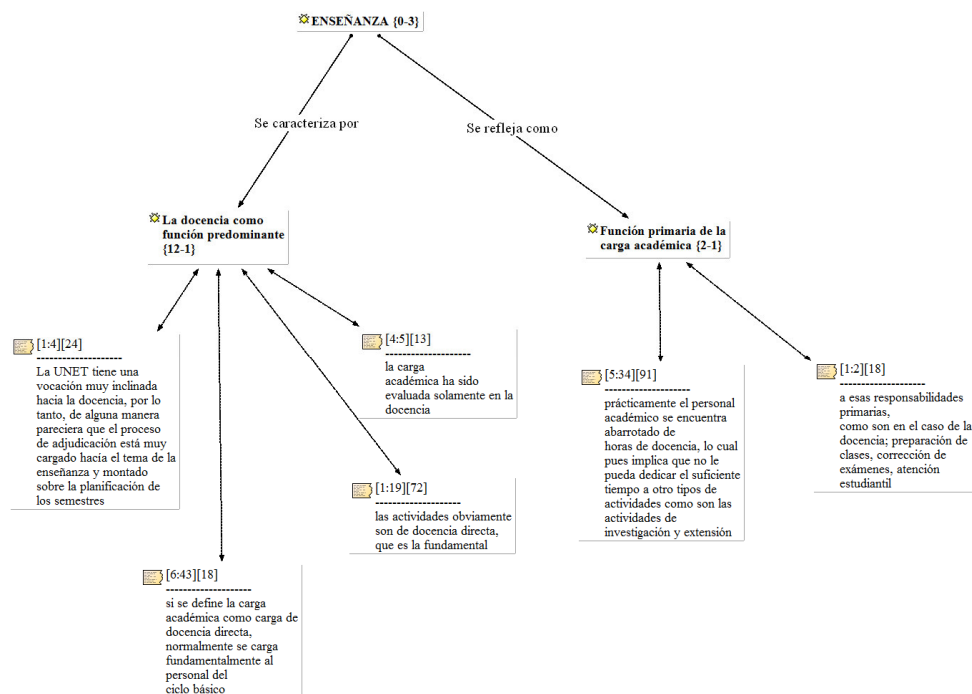 ENSEÑANZA {0-3}
Se caracteriza por
Se refleja como
La docencia como
función predominante
{12-1}
Función primaria de la
carga académica {2-1}
[1:4][24]
--------------------
La UNET tiene una
vocación muy inclinada
hacia la docencia, por lo
tanto, de alguna manera
pareciera que el proceso
de adjudicación está muy
cargado hacía el tema de la
enseñanza y montado
sobre la planificación de
los semestres
[4:5][13]
--------------------
la carga
académica ha sido
evaluada solamente en la
docencia
[5:34][91]
--------------------
prácticamente el personal
académico se encuentra
abarrotado de
horas de docencia, lo cual
pues implica que no le
pueda dedicar el suficiente
tiempo a otro tipos de
actividades como son las
actividades de
investigación y extensión
[1:2][18]
--------------------
a esas responsabilidades
primarias,
como son en el caso de la
docencia; preparación de
clases, corrección de
exámenes, atención
estudiantil
[1:19][72]
--------------------
las actividades obviamente
son de docencia directa,
que es la fundamental
[6:43][18]
--------------------
si se define la carga
académica como carga de
docencia directa,
normalmente se carga
fundamentalmente al
personal del
ciclo básico